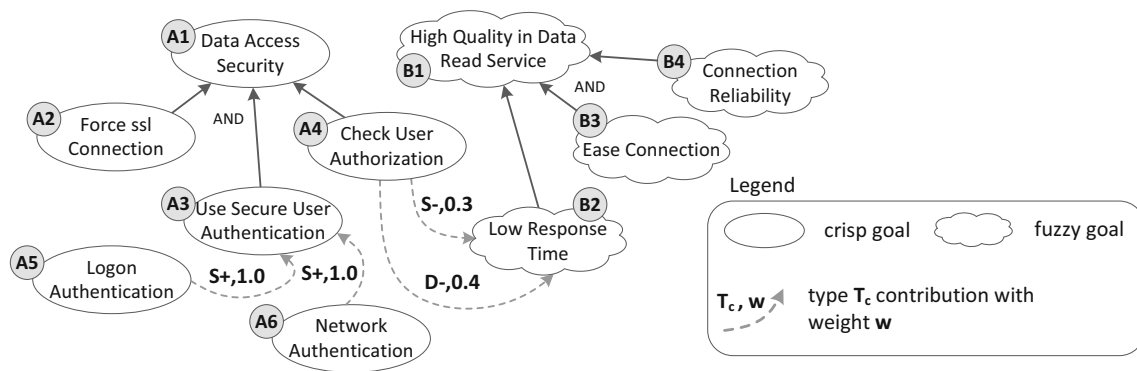 A1
Data Access
Security
A2
Force ssl
Connection
AND
A4
Check User
Authorization
A3
Use Secure User
Authentication
A5
Logon
Authentication
S+,1.0
S+,1.0
A6
Network
Authentication
High Quality in Data
Read Service
B1
B4
Connection
Reliability
AND
B3
Ease Connection
S-,0.3
B2
Low Response
Time
D-,0.4
Legend
crisp goal
fuzzy goal
Tc, w
type Tc contribution with
weight w